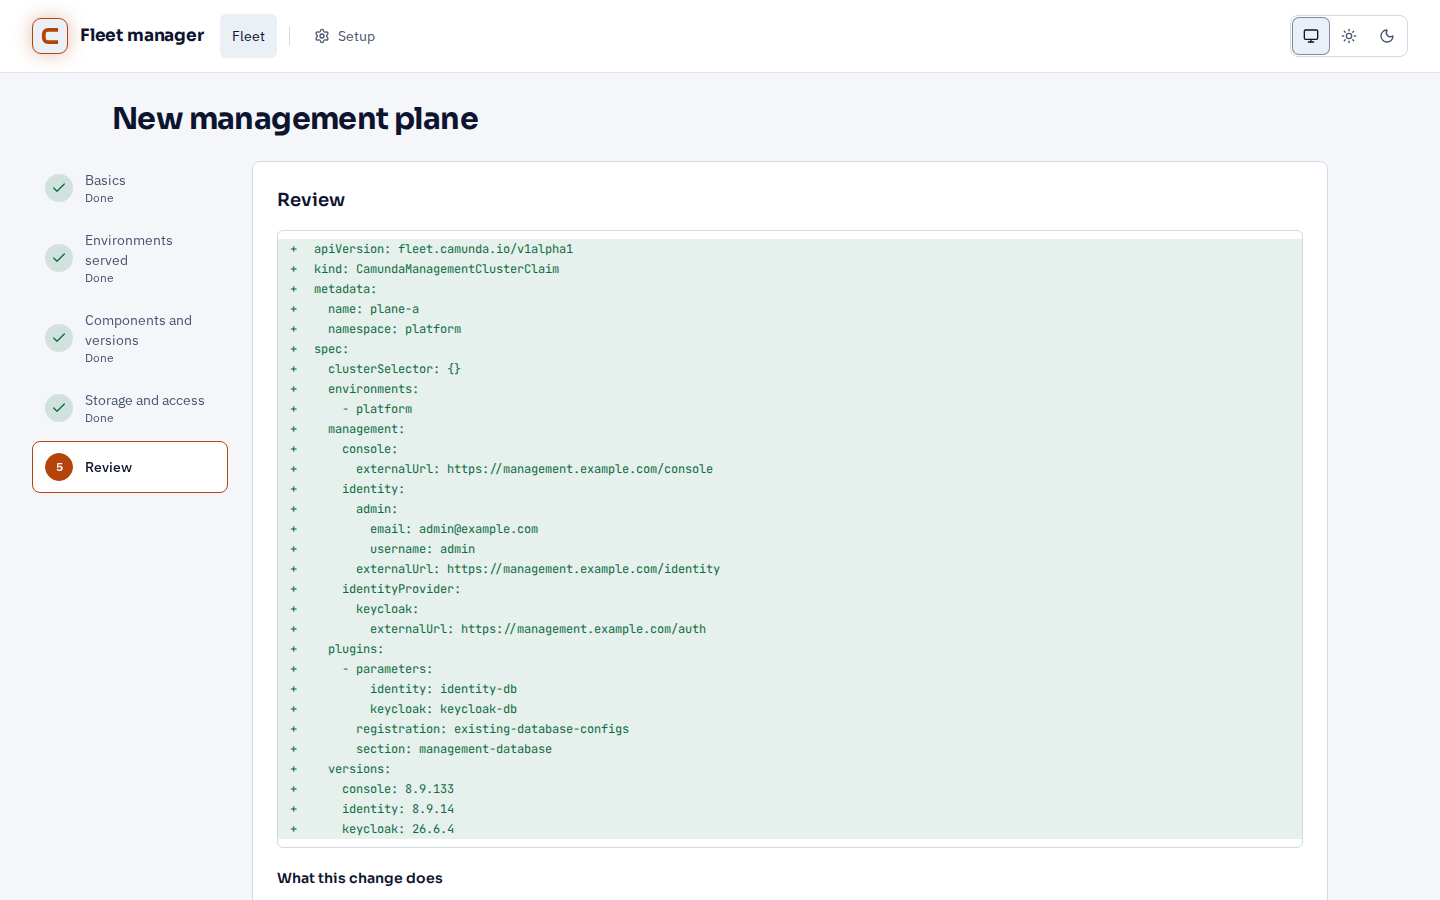 Fleet manager
Fleet
Setup
New management plane
Basics
Done
Environments
served
Done
Components and
versions
Done
Storage and access
Done
5
Review
Review
+ apiVersion: fleet.camunda.io/v1alpha1
+ kind: CamundaManagementClusterClaim
+ metadata:
+   name: plane-a
+   namespace: platform
+ spec:
+   clusterSelector: {}
+   environments:
+     - platform
+   management:
+     console:
+       externalUrl: https://management.example.com/console
+     identity:
+       admin:
+         email: admin@example.com
+         username: admin
+       externalUrl: https://management.example.com/identity
+     identityProvider:
+       keycloak:
+         externalUrl: https://management.example.com/auth
+   plugins:
+     - parameters:
+         identity: identity-db
+         keycloak: keycloak-db
+       registration: existing-database-configs
+       section: management-database
+   versions:
+     console: 8.9.133
+     identity: 8.9.14
+     keycloak: 26.6.4
What this change does